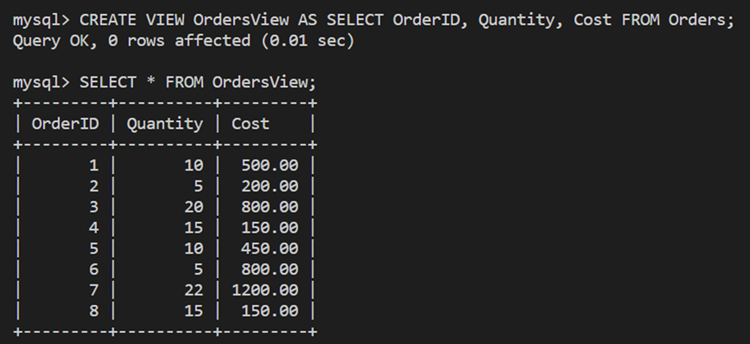 mysql> CREATE VIEW OrdersView AS SELECT OrderID, Quantity, Cost FROM Orders;
Query OK, 0 rows affected (0.01 sec)
mysql> SELECT * FROM OrdersView;
+---------+----------+---------+
| OrderID | Quantity | Cost    |
+---------+----------+---------+
|       1 |       10 |  500.00 |
|       2 |        5 |  200.00 |
|       3 |       20 |  800.00 |
|       4 |       15 |  150.00 |
|       5 |       10 |  450.00 |
|       6 |        5 |  800.00 |
|       7 |       22 | 1200.00 |
|       8 |       15 |  150.00 |
+---------+----------+---------+